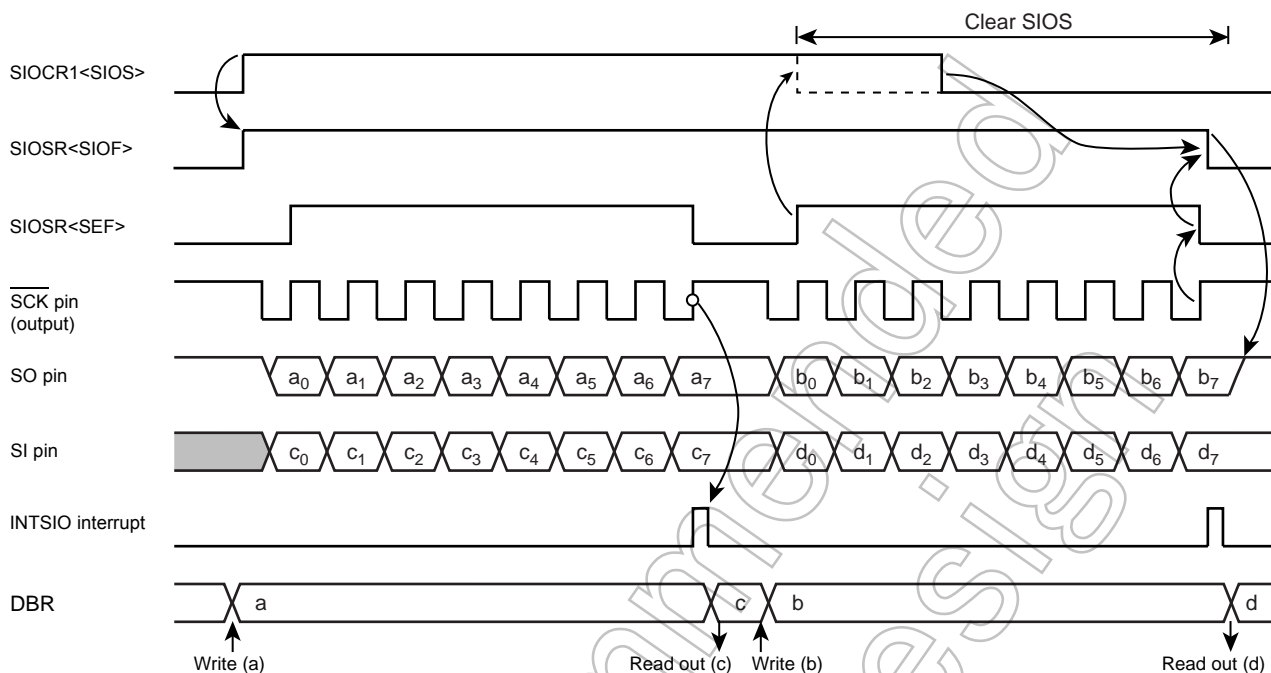 Clear SIOS
SIOCR1<SIOS>
SIOSR<SIOF>
SIOSR<SEF>
SCK pin
(output)
SO pin
a0 a1 a2 a3 a4 a5 a6 a7 b0 b1 b2 b3 b4 b5 b6 b7
SI pin
c0 c1 c2 c3 c4 c5 c6 c7 d0 d1 d2 d3 d4 d5 d6 d7
INTSIO interrupt
DBR
a c b d
Write (a) Read out (c) Write (b) Read out (d)